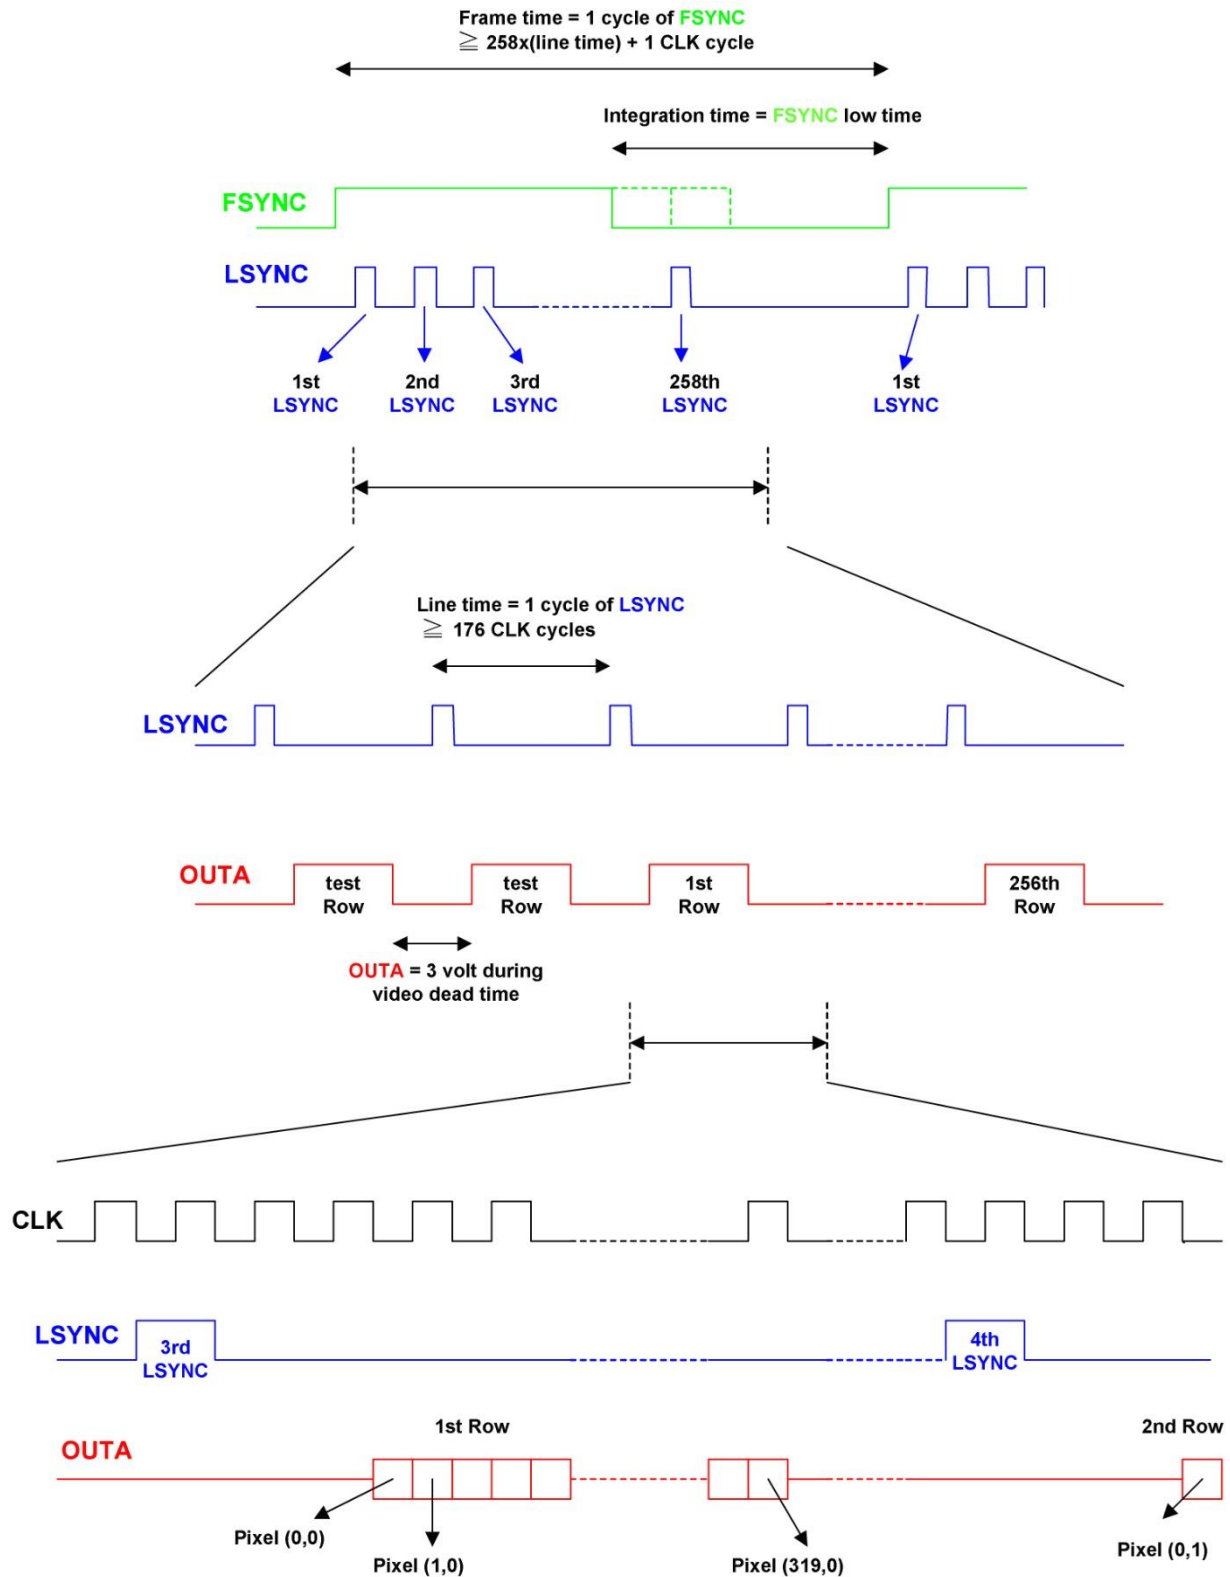 Frame time = 1 cycle of FSYNC
≧ 258x(line time) + 1 CLK cycle
Integration time = FSYNC low time
FSYNC
LSYNC
1st
LSYNC
2nd
LSYNC
3rd
LSYNC
258th
LSYNC
1st
LSYNC
Line time = 1 cycle of LSYNC
≧ 176 CLK cycles
LSYNC
OUTA
test
Row
test
Row
1st
Row
256th
Row
OUTA = 3 volt during
video dead time
CLK
LSYNC
3rd
LSYNC
4th
LSYNC
OUTA
1st Row
2nd Row
Pixel (0,0)
Pixel (1,0)
Pixel (319,0)
Pixel (0,1)